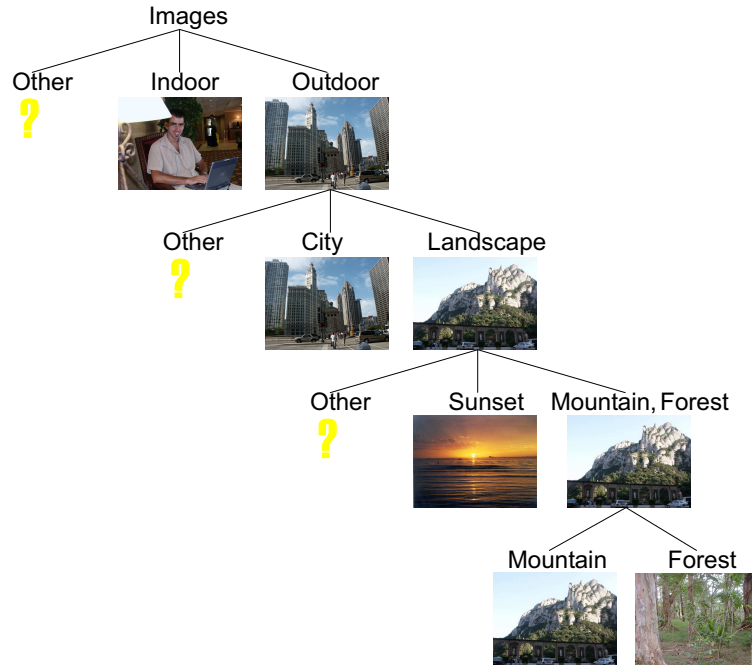 Images
Other Indoor Outdoor
?
Other City Landscape
?
Other Sunset Mountain, Forest
?
Mountain Forest